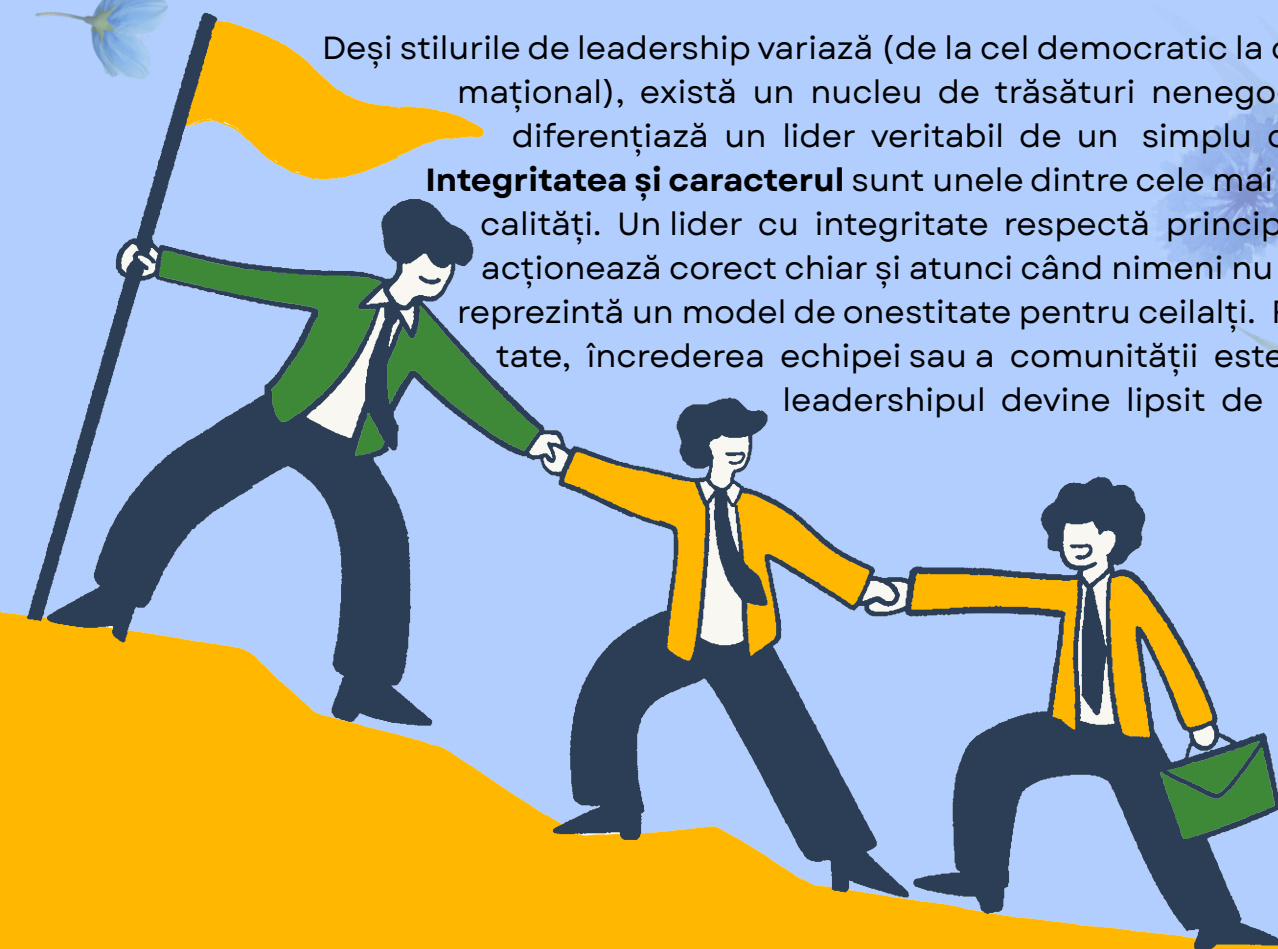 Deși stilurile de leadership variază (de la cel democratic la
mațional), există un nucleu de trăsături
diferențiază un lider veritabil de un simplu
Integritatea și caracterul sunt unele dintre cele mai
calități. Un lider cu integritate respectă
acționează corect chiar și atunci când nimeni nu
reprezintă un model de onestitate pentru ceilalți.
tate, încrederea echipei sau a comunității este
leadershipul devine lipsit de